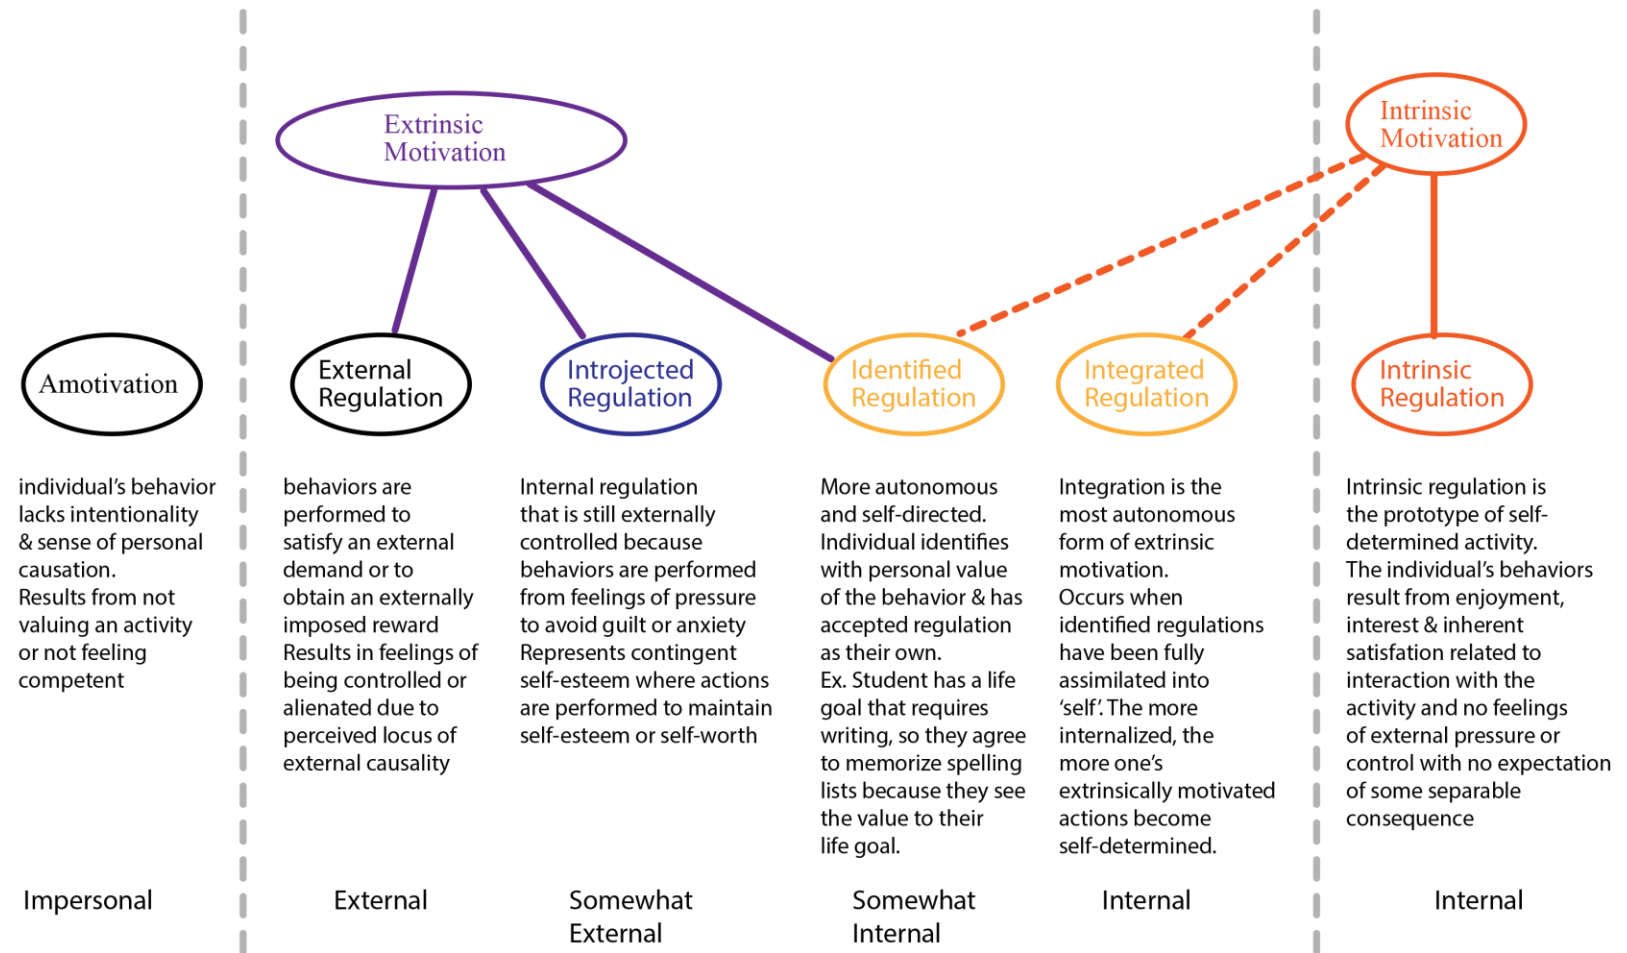 Extrinsic
Motivation
Intrinsic
Motivation
Amotivation
External
Regulation
Introjected
Regulation
Identified
Regulation
Integrated
Regulation
Intrinsic
Regulation
individual's behavior
lacks intentionality
& sense of personal
causation.
Results from not
valuing an activity
or not feeling
competent
behaviors are
performed to
satisfy an external
demand or to
obtain an externally
imposed reward
Results in feelings of
being controlled or
alienated due to
perceived locus of
external causality
Internal regulation
that is still externally
controlled because
behaviors are performed
from feelings of pressure
to avoid guilt or anxiety
Represents contingent
self-esteem where actions
are performed to maintain
self-esteem or self-worth
More autonomous
and self-directed.
Individual identifies
with personal value
of the behavior & has
accepted regulation
as their own.
Ex. Student has a life
goal that requires
writing, so they agree
to memorize spelling
lists because they see
the value to their
life goal.
Integration is the
most autonomous
form of extrinsic
motivation.
Occurs when
identified regulations
have been fully
assimilated into
‘self’. The more
internalized, the
more one’s
extrinsically motivated
actions become
self-determined.
Intrinsic regulation is
the prototype of self-
determined activity.
The individual’s behaviors
result from enjoyment,
interest & inherent
satisfation related to
interaction with the
activity and no feelings
of external pressure or
control with no expectation
of some separable
consequence
Impersonal
External
Somewhat
External
Somewhat
Internal
Internal
Internal